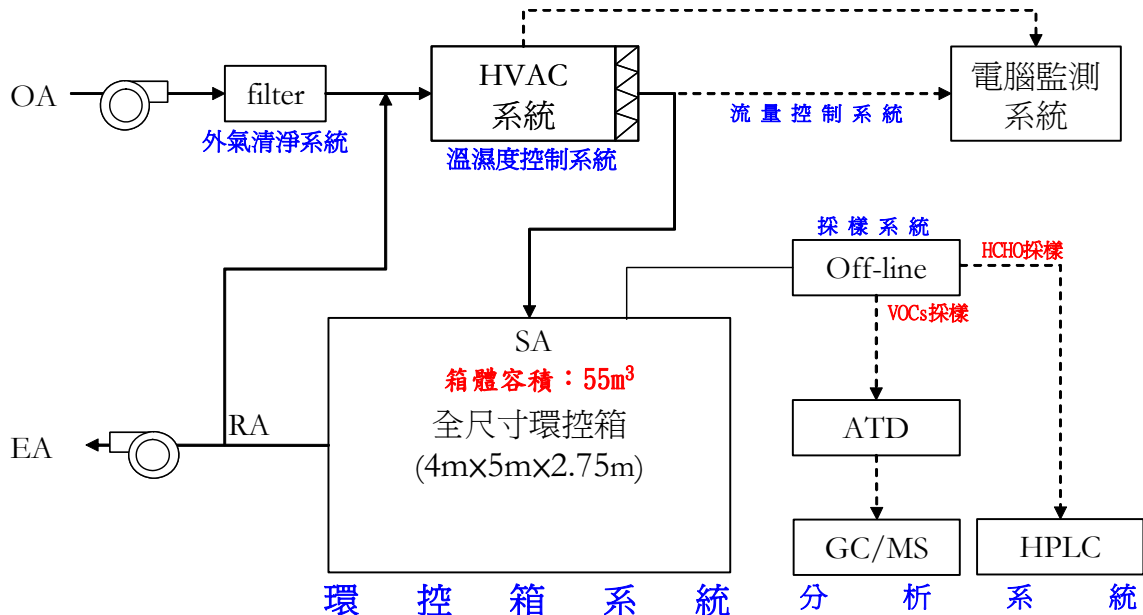 OA
filter
外氣清淨系統
HVAC
系統
溫濕度控制系統
流量控制系統
電腦監測
系統
採樣系統
Off-line
HCHO採樣
VOCs採樣
SA
箱體容積：55m³
全尺寸環控箱
(4m×5m×2.75m)
RA
EA
ATD
GC/MS
HPLC
環控箱系統
分析系統